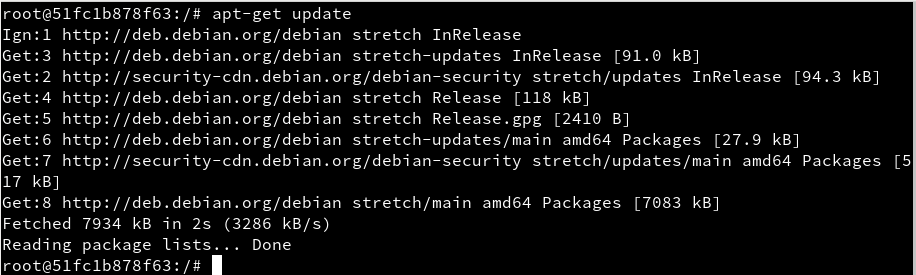 root@51fc1b878f63:/# apt-get update
Ign:1 http://deb.debian.org/debian stretch InRelease
Get:3 http://deb.debian.org/debian stretch-updates InRelease [91.0 kB]
Get:2 http://security-cdn.debian.org/debian-security stretch/updates InRelease [94.3 kB]
Get:4 http://deb.debian.org/debian stretch Release [118 kB]
Get:5 http://deb.debian.org/debian stretch Release.gpg [2410 B]
Get:6 http://deb.debian.org/debian stretch-updates/main amd64 Packages [27.9 kB]
Get:7 http://security-cdn.debian.org/debian-security stretch/updates/main amd64 Packages [5
17 kB]
Get:8 http://deb.debian.org/debian stretch/main amd64 Packages [7083 kB]
Fetched 7934 kB in 2s (3286 kB/s)
Reading package lists... Done
root@51fc1b878f63:/#